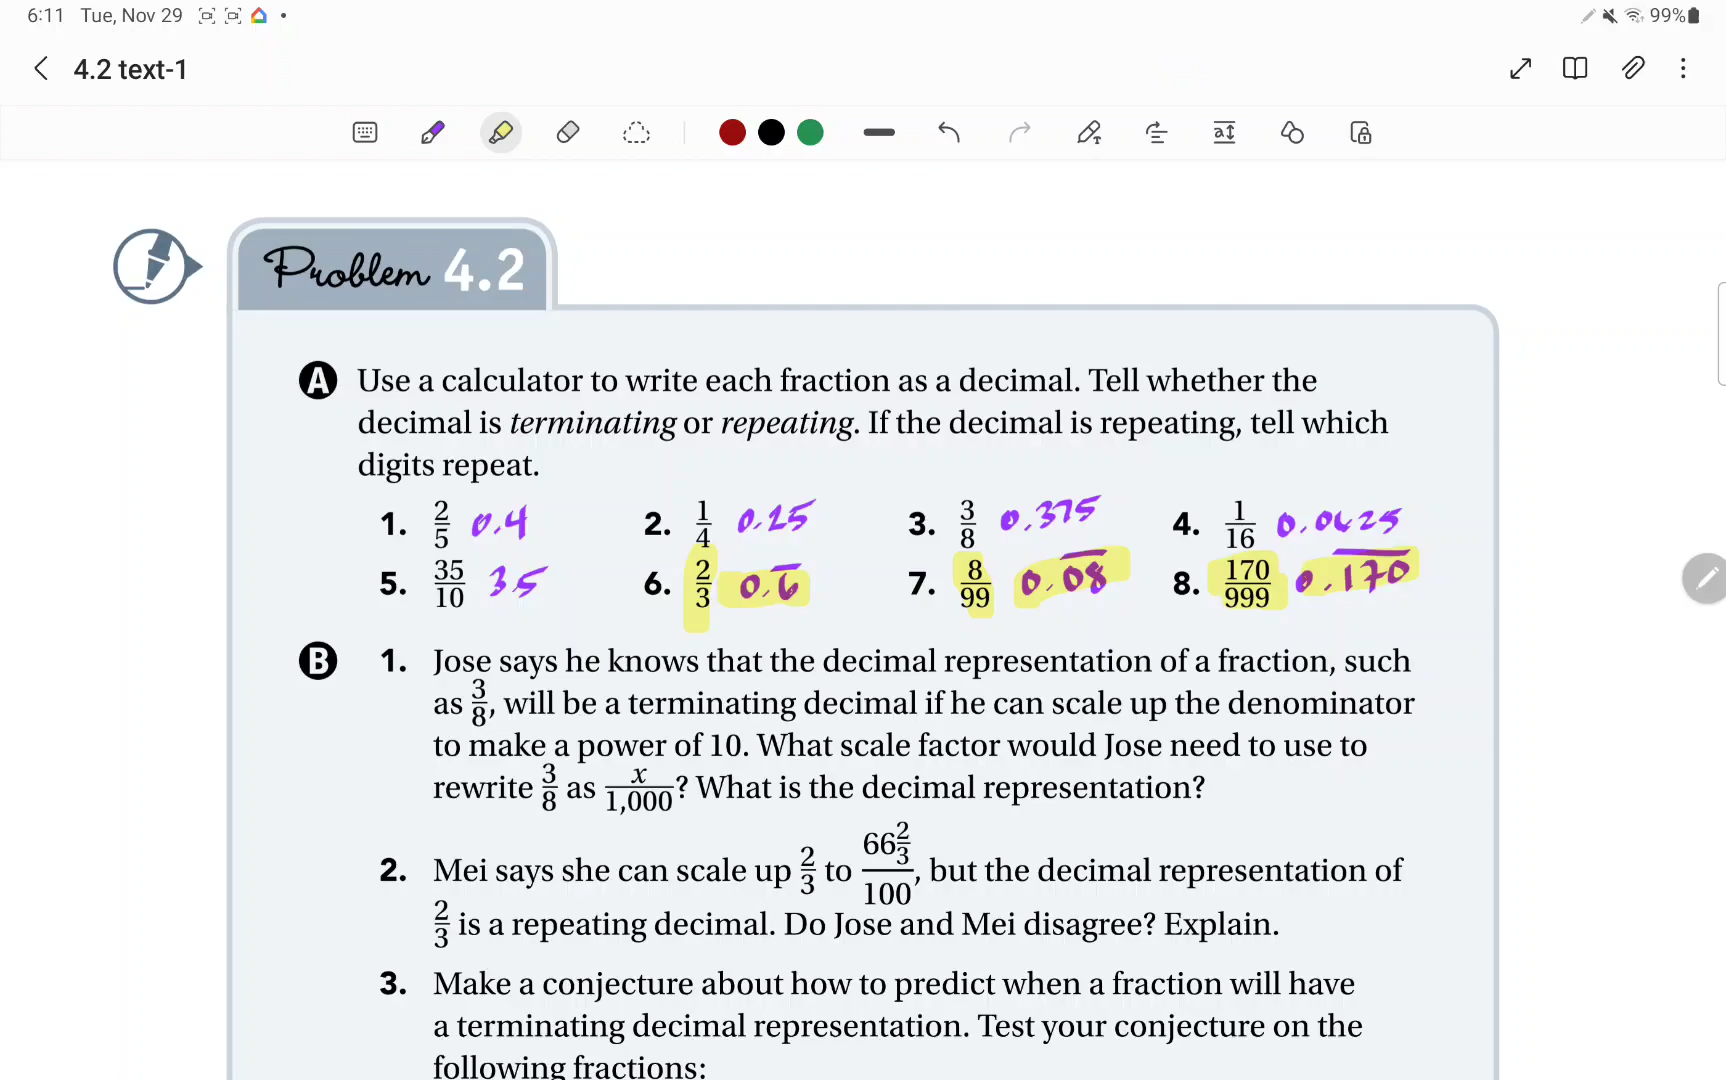 6:11 Tue, Nov 29 99%
4.2 text-1
Problem 4.2
A Use a calculator to write each fraction as a decimal. Tell whether the
decimal is terminating or repeating. If the decimal is repeating, tell which
digits repeat.
1. 2/5 0.4 2. 1/4 0.25 3. 3/8 0.375 4. 1/16 0.0625
5. 35/10 35 6. 2/3 0.6̅ 7. 8/99 0.0̅8̅ 8. 170/999 0.1̅7̅0̅
B 1. Jose says he knows that the decimal representation of a fraction, such
as 3/8, will be a terminating decimal if he can scale up the denominator
to make a power of 10. What scale factor would Jose need to use to
rewrite 3/8 as x/1,000? What is the decimal representation?
2. Mei says she can scale up 2/3 to 66 2/3/100, but the decimal representation of
2/3 is a repeating decimal. Do Jose and Mei disagree? Explain.
3. Make a conjecture about how to predict when a fraction will have
a terminating decimal representation. Test your conjecture on the
following fractions: